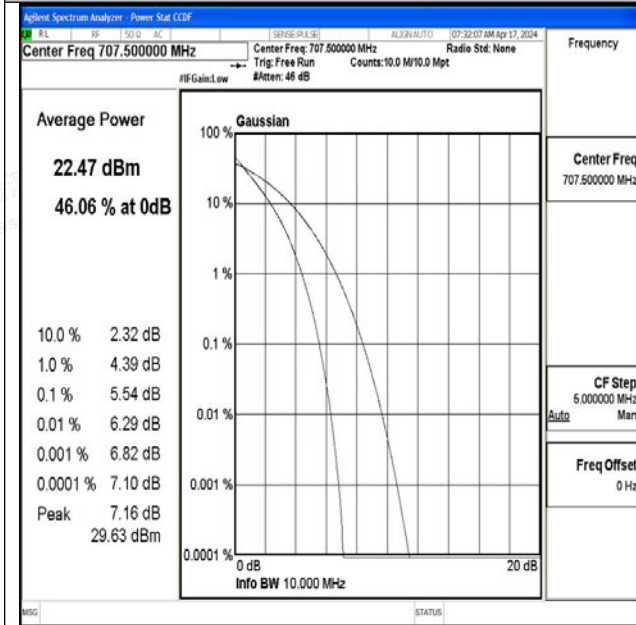 Agilent Spectrum Analyzer - Power Stat CCDF
RL RF 50 Ω AC SENSE:PULSE ALIGNAUTO 07:32:07 AM Apr 17, 2024
Center Freq 707.500000 MHz
Center Freq: 707.500000 MHz Radio Std: None
Trig: Free Run Counts:10.0 M/10.0 Mpt
#IFGain:Low #Atten: 46 dB
Frequency
Average Power
22.47 dBm
46.06 % at 0dB
10.0 % 2.32 dB
1.0 % 4.39 dB
0.1 % 5.54 dB
0.01 % 6.29 dB
0.001 % 6.82 dB
0.0001 % 7.10 dB
Peak 7.16 dB
29.63 dBm
Gaussian
100 %
10 %
1 %
0.1 %
0.01 %
0.001 %
0.0001 %
0 dB 20 dB
Info BW 10.000 MHz
Center Freq
707.500000 MHz
CF Step
5.000000 MHz
Auto Man
Freq Offset
0 Hz
MSG STATUS